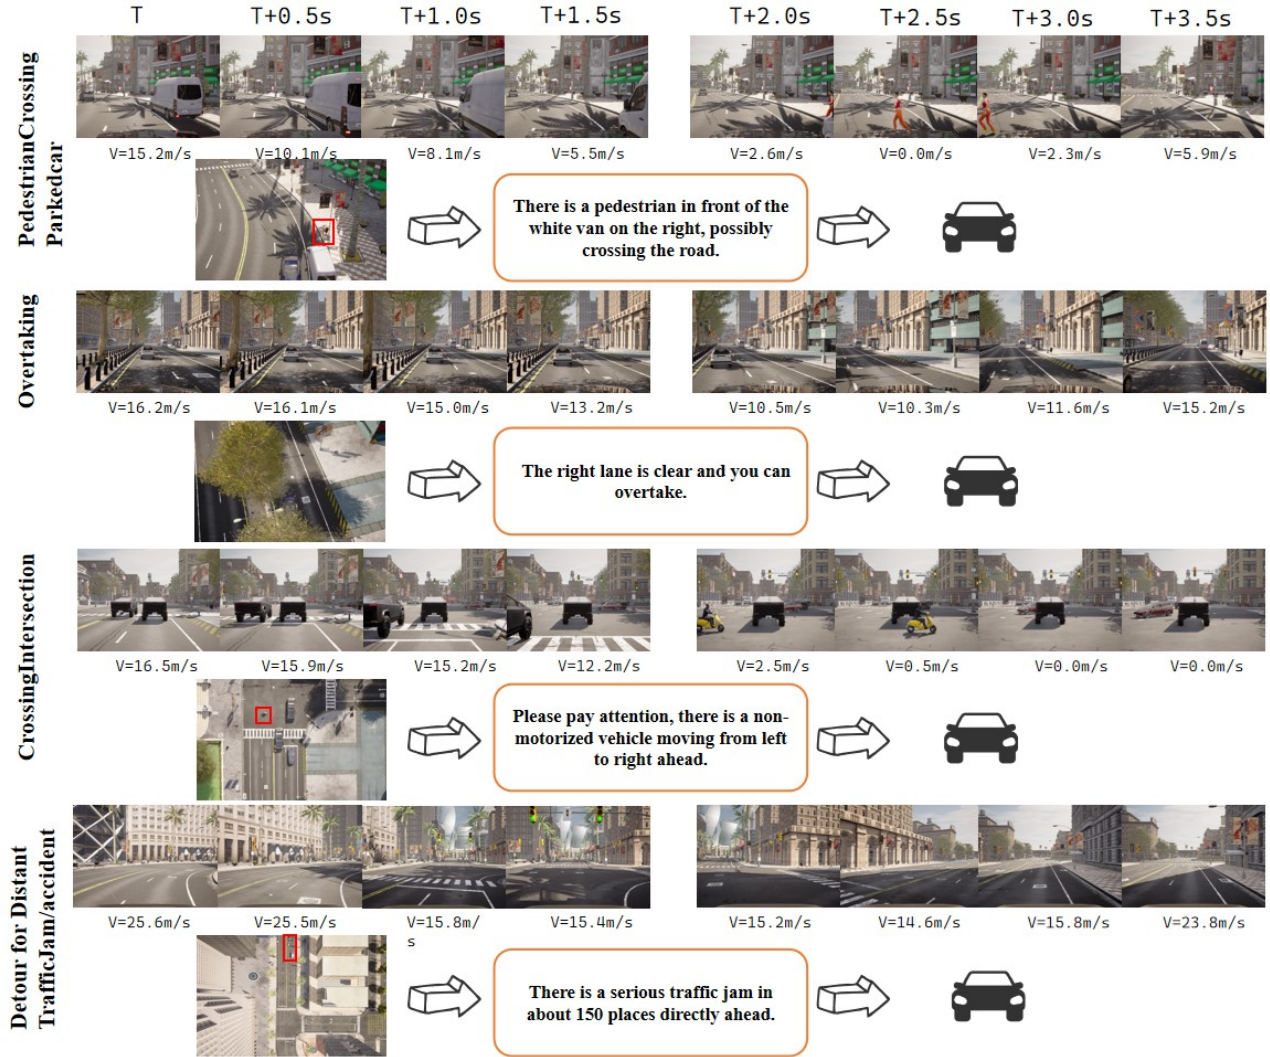 T T+0.5s T+1.0s T+1.5s T+2.0s T+2.5s T+3.0s T+3.5s
PedestrianCrossing
Parkedcar
V=15.2m/s V=10.1m/s V=8.1m/s V=5.5m/s V=2.6m/s V=0.0m/s V=2.3m/s V=5.9m/s
There is a pedestrian in front of the
white van on the right, possibly
crossing the road.
Overtaking
V=16.2m/s V=16.1m/s V=15.0m/s V=13.2m/s V=10.5m/s V=10.3m/s V=11.6m/s V=15.2m/s
The right lane is clear and you can
overtake.
CrossingIntersection
V=16.5m/s V=15.9m/s V=15.2m/s V=12.2m/s V=2.5m/s V=0.5m/s V=0.0m/s V=0.0m/s
Please pay attention, there is a non-
motorized vehicle moving from left
to right ahead.
Detour for Distant
TrafficJam/accident
V=25.6m/s V=25.5m/s V=15.8m/
s V=15.4m/s V=15.2m/s V=14.6m/s V=15.8m/s V=23.8m/s
There is a serious traffic jam in
about 150 places directly ahead.